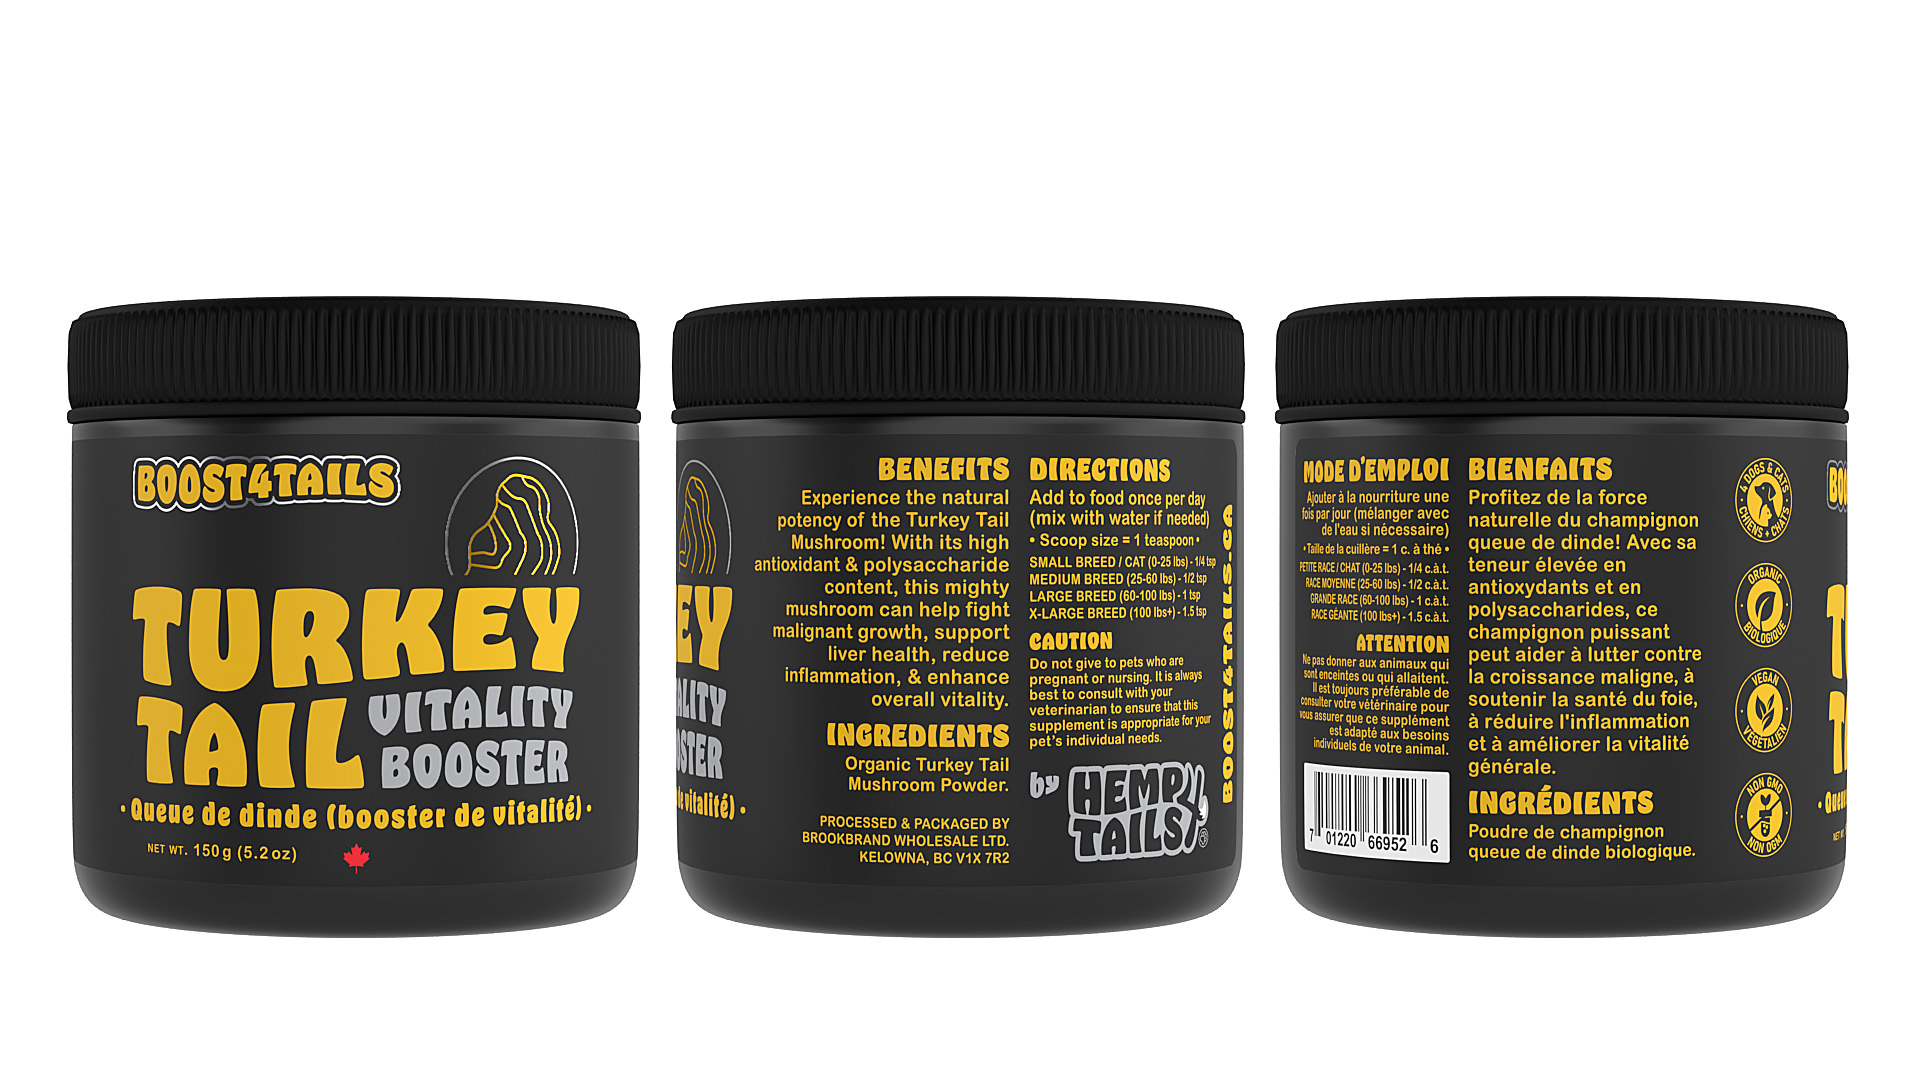 BOOST4TAILS
TURKEY
TAIL
VITALITY
BOOSTER
· Queue de dinde (booster de vitalité) ·
NET WT. 150g (5.2oz)
EY
ALITY
STER
de vitalité) ·
BENEFITS
Experience the natural
potency of the Turkey Tail
Mushroom! With its high
antioxidant & polysaccharide
content, this mighty
mushroom can help fight
malignant growth, support
liver health, reduce
inflammation, & enhance
overall vitality.
INGREDIENTS
Organic Turkey Tail
Mushroom Powder.
PROCESSED & PACKAGED BY
BROOKBRAND WHOLESALE LTD.
KELOWNA, BC V1X 7R2
DIRECTIONS
Add to food once per day
(mix with water if needed)
• Scoop size = 1 teaspoon •
SMALL BREED / CAT (0-25 lbs) - 1/4 tsp
MEDIUM BREED (25-60 lbs) - 1/2 tsp
LARGE BREED (60-100 lbs) - 1 tsp
X-LARGE BREED (100 lbs+) - 1.5 tsp
CAUTION
Do not give to pets who are
pregnant or nursing. It is always
best to consult with your
veterinarian to ensure that this
supplement is appropriate for your
pet's individual needs.
by HEMP
TAILS
BOOST4TAILS.CA
MODE D'EMPLOI
Ajouter à la nourriture une
fois par jour (mélanger avec
de l'eau si nécessaire)
• Taille de la cuillère = 1 c. à thé •
PETITE RACE / CHAT (0-25 lbs) - 1/4 c.à.t.
RACE MOYENNE (25-60 lbs) - 1/2 c.à.t.
GRANDE RACE (60-100 lbs) - 1 c.à.t.
RACE GÉANTE (100 lbs+) - 1.5 c.à.t.
ATTENTION
Ne pas donner aux animaux qui
sont enceintes ou qui allaitent.
Il est toujours préférable de
consulter votre vétérinaire pour
vous assurer que ce supplément
est adapté aux besoins
individuels de votre animal.
7 01220 66952 6
BIENFAITS
Profitez de la force
naturelle du champignon
queue de dinde! Avec sa
teneur élevée en
antioxydants et en
polysaccharides, ce
champignon puissant
peut aider à lutter contre
la croissance maligne, à
soutenir la santé du foie,
à réduire l'inflammation
et à améliorer la vitalité
générale.
INGRÉDIENTS
Poudre de champignon
queue de dinde biologique.
4 DOGS & CATS
CHIENS + CHATS
ORGANIC
BIOLOGIQUE
VEGAN
VÉGÉTALIEN
NON GMO
NON OGM